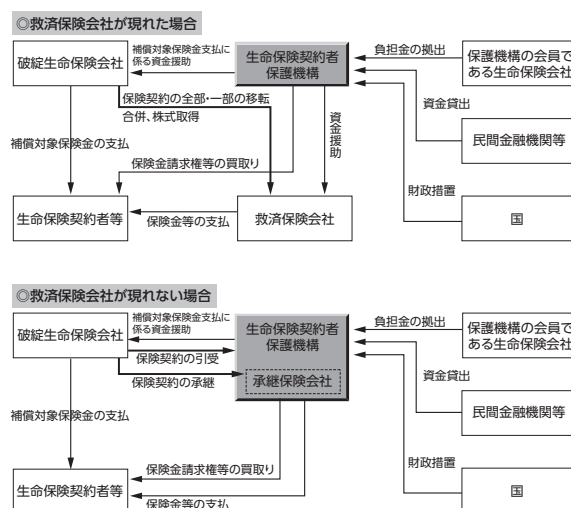 ◎救済保険会社が現れた場合
破綻生命保険会社
補償対象保険金支払に
係る資金援助
生命保険契約者
保護機構
負担金の拠出
保護機構の会員で
ある生命保険会社
保険契約の全部・一部の移転
合併、株式取得
資金貸出
民間金融機関等
補償対象保険金の支払
資金援助
保険金請求権等の買取り
財政措置
生命保険契約者等
保険金等の支払
救済保険会社
国
◎救済保険会社が現れない場合
破綻生命保険会社
補償対象保険金支払に
係る資金援助
生命保険契約者
保護機構
負担金の拠出
保護機構の会員で
ある生命保険会社
保険契約の引受
保険契約の承継
承継保険会社
資金貸出
民間金融機関等
補償対象保険金の支払
保険金請求権等の買取り
財政措置
生命保険契約者等
保険金等の支払
国